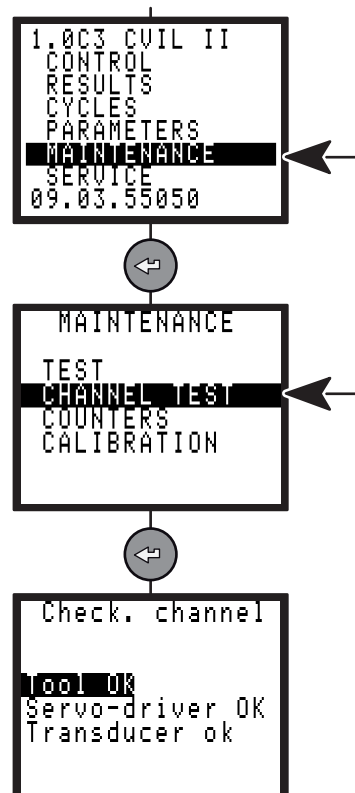 1.0C3 CVIL II
CONTROL
RESULTS
CYCLES
PARAMETERS
MAINTENANCE
SERVICE
09.03.55050
MAINTENANCE
TEST
CHANNEL TEST
COUNTERS
CALIBRATION
Check. channel
Tool OK
Servo-driver OK
Transducer ok